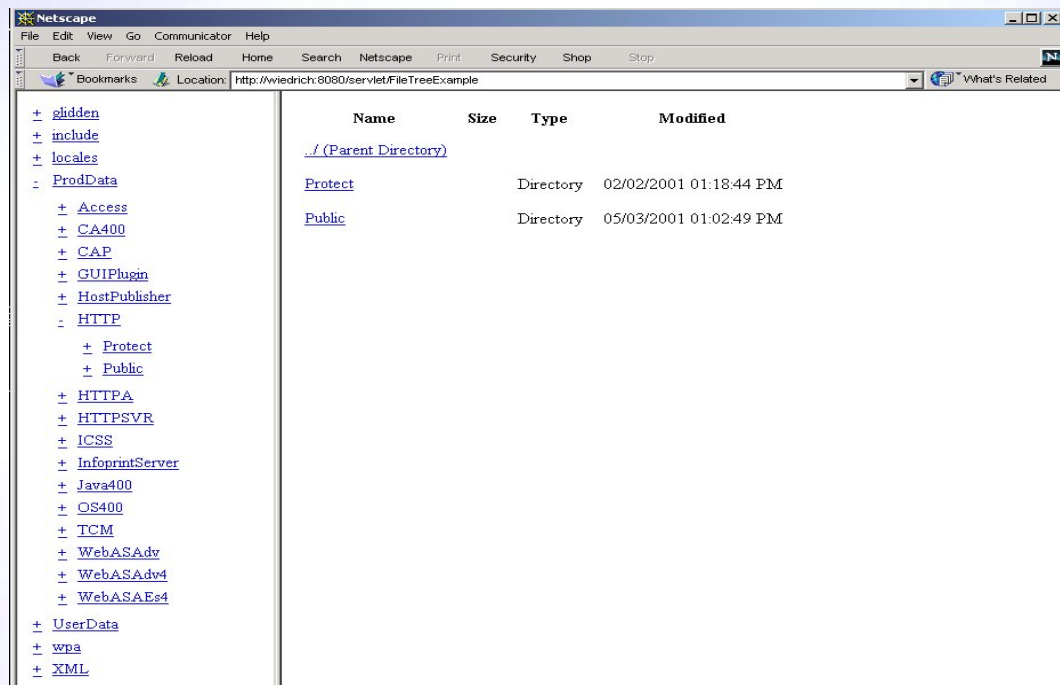 Netscape
File Edit View Go Communicator Help
Back Forward Reload Home Search Netscape Print Security Shop Stop
N
Bookmarks Location: http://wiedrich:8080/servlet/FileTreeExample What's Related
+ glidden
+ include
+ locales
- ProdData
+ Access
+ CA400
+ CAP
+ GUIPlugin
+ HostPublisher
- HTTP
+ Protect
+ Public
+ HTTPA
+ HTTPSVR
+ ICSS
+ InfoprintServer
+ Java400
+ OS400
+ TCM
+ WebASAdv
+ WebASAdv4
+ WebASAEs4
+ UserData
+ wpa
+ XML
Name Size Type Modified
../ (Parent Directory)
Protect Directory 02/02/2001 01:18:44 PM
Public Directory 05/03/2001 01:02:49 PM